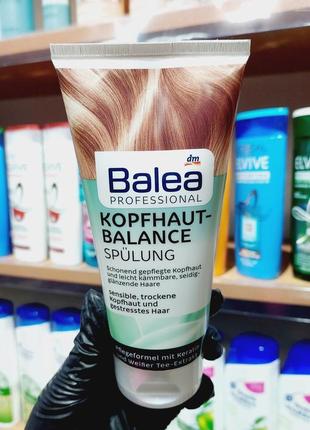 dm
Balea
PROFESSIONAL
KOPFHAUT-
BALANCE
SPÜLUNG
Schonend gepflegte Kopfhaut
und leicht kämmbare, seidig-
glänzende Haare
sensible, trockene
Kopfhaut und
gestresstes Haar
Pflegeformel mit Keratin
und weißer Tee-Extrakt
ELVIVE
ELVIVE